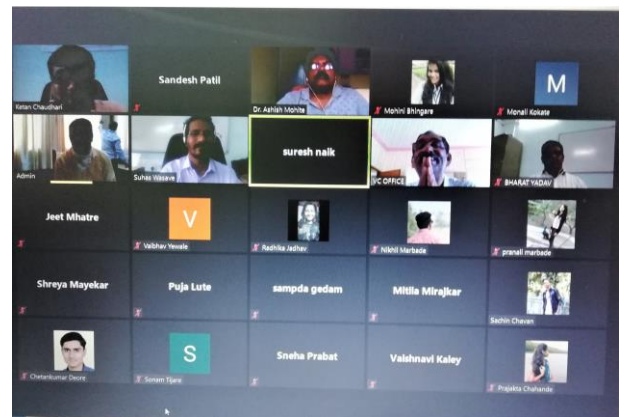 Ketan Chaudhari
Sandesh Patil
Dr. Ashish Mohite
Mohini Bhingare
M
Monali Kokate
Admin
Suhas Wasave
suresh naik
VC OFFICE
BHARAT YADAV
Jeet Mhatre
V
Vaibhav Yewale
Radhika Jadhav
Nikhil Marbade
pranali marbade
Shreya Mayekar
Puja Lute
sampda gedam
Mitila Mirajkar
Sachin Chavan
Chetankumar Desre
S
Sonam Tijare
Sneha Prabat
Vaishnavi Kaley
Prajakta Chahande